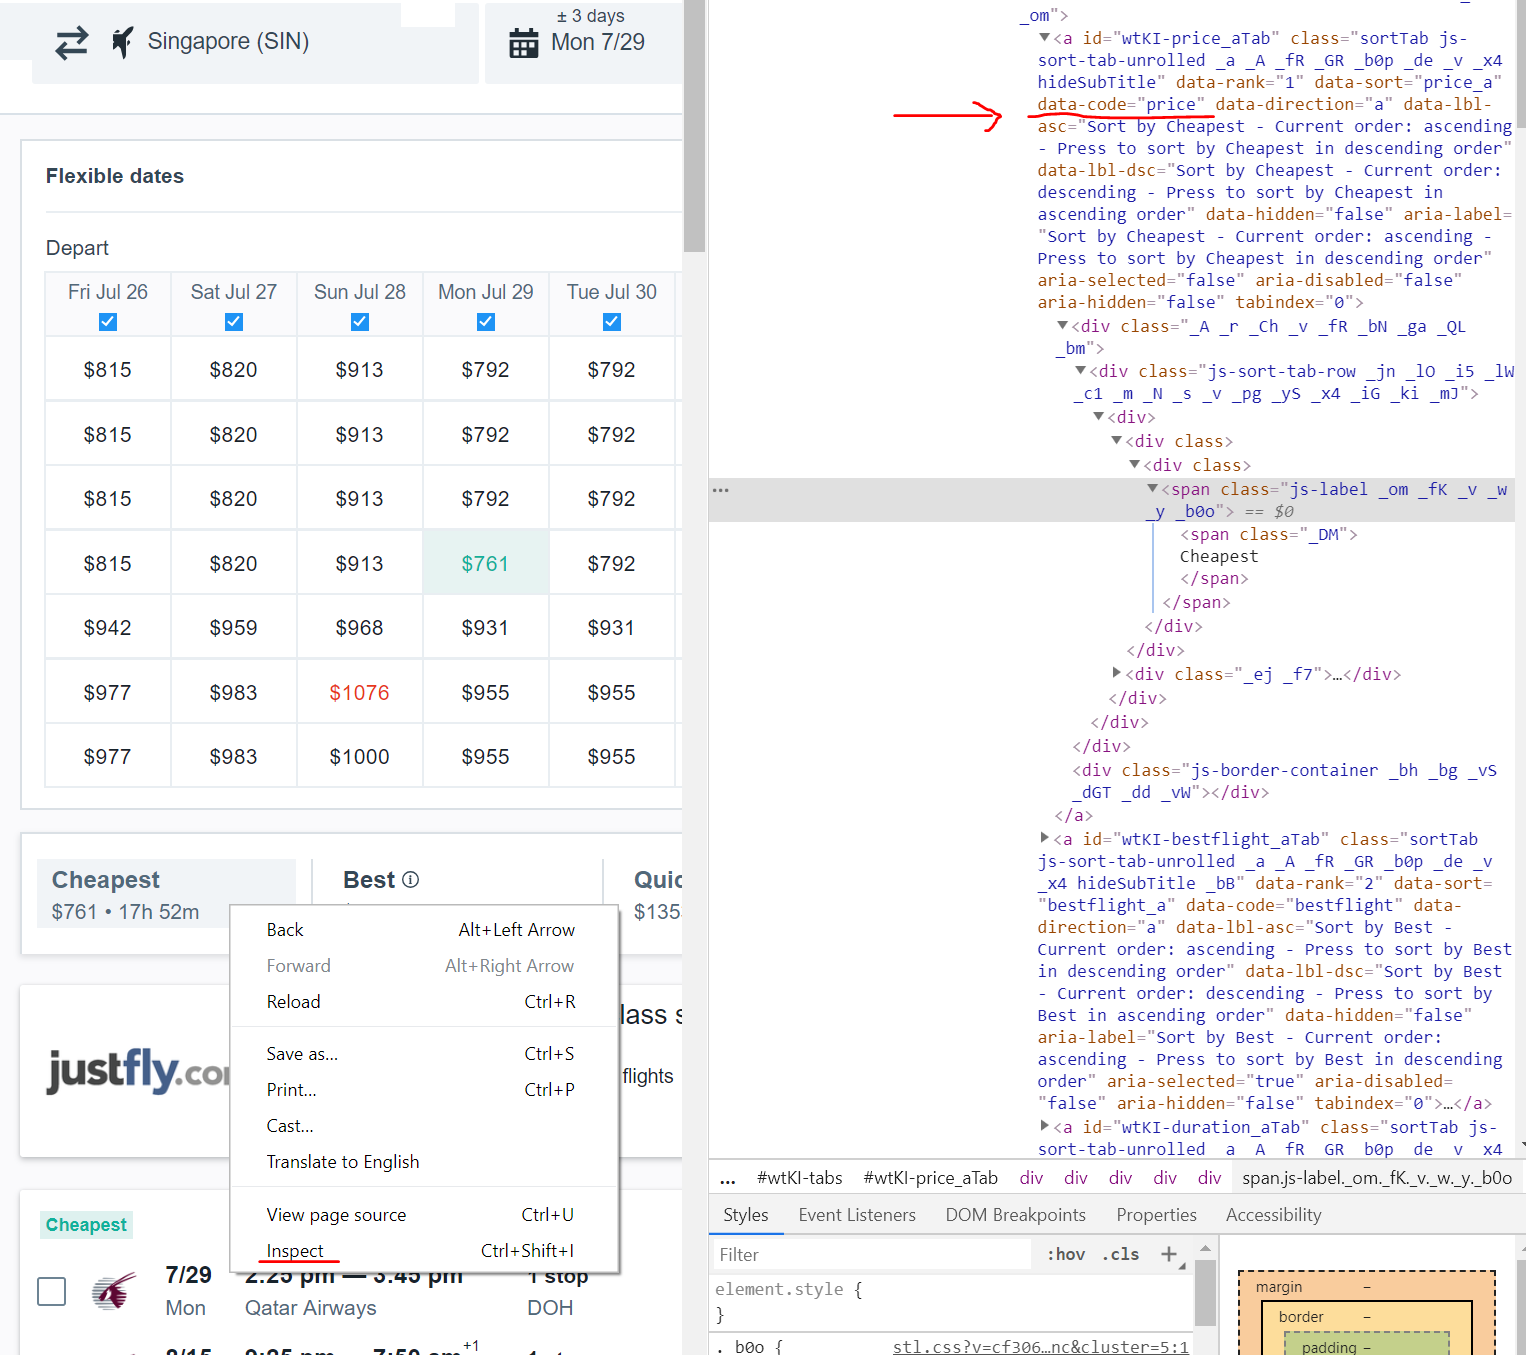 Singapore (SIN)
± 3 days
Mon 7/29
Flexible dates
Depart
Fri Jul 26 Sat Jul 27 Sun Jul 28 Mon Jul 29 Tue Jul 30
$815 $820 $913 $792 $792
$815 $820 $913 $792 $792
$815 $820 $913 $792 $792
$815 $820 $913 $761 $792
$942 $959 $968 $931 $931
$977 $983 $1076 $955 $955
$977 $983 $1000 $955 $955
Cheapest
$761 • 17h 52m
Best
Quic
$135
Back Alt+Left Arrow
Forward Alt+Right Arrow
Reload Ctrl+R
Save as... Ctrl+S
Print... Ctrl+P
Cast...
Translate to English
View page source Ctrl+U
Inspect Ctrl+Shift+I
justfly.co
lass s
flights
Cheapest
7/29 2:25 pm — 3:45 pm 1 stop
Mon Qatar Airways DOH
+1
_om">
<a id="wtKI-price_aTab" class="sortTab js-
sort-tab-unrolled _a _A _fR _GR _b0p _de _v _x4
hideSubTitle" data-rank="1" data-sort="price_a"
data-code="price" data-direction="a" data-lbl-
asc="Sort by Cheapest - Current order: ascending
- Press to sort by Cheapest in descending order"
data-lbl-dsc="Sort by Cheapest - Current order:
descending - Press to sort by Cheapest in
ascending order" data-hidden="false" aria-label=
"Sort by Cheapest - Current order: ascending -
Press to sort by Cheapest in descending order"
aria-selected="false" aria-disabled="false"
aria-hidden="false" tabindex="0">
<div class="_A _r _Ch _v _fR _bN _ga _QL
_bm">
<div class="js-sort-tab-row _jn _lO _i5 _lW
_c1 _m _N _s _v _pg _yS _x4 _iG _ki _mJ">
<div>
<div class>
<div class>
<span class="js-label _om _fK _v _w
_y _b0o"> == $0
<span class="_DM">
Cheapest
</span>
</span>
</div>
</div>
<div class="_ej _f7">…</div>
</div>
</div>
</div>
<div class="js-border-container _bh _bg _vS
_dGT _dd _vW"></div>
</a>
<a id="wtKI-bestflight_aTab" class="sortTab
js-sort-tab-unrolled _a _A _fR _GR _b0p _de _v
_x4 hideSubTitle _bB" data-rank="2" data-sort=
"bestflight_a" data-code="bestflight" data-
direction="a" data-lbl-asc="Sort by Best -
Current order: ascending - Press to sort by Best
in descending order" data-lbl-dsc="Sort by Best
- Current order: descending - Press to sort by
Best in ascending order" data-hidden="false"
aria-label="Sort by Best - Current order:
ascending - Press to sort by Best in descending
order" aria-selected="true" aria-disabled=
"false" aria-hidden="false" tabindex="0">…</a>
<a id="wtKI-duration_aTab" class="sortTab js-
sort-tab-unrolled _a _A _fR _GR _b0p _de _v _x4
... #wtKI-tabs #wtKI-price_aTab div div div div div span.js-label._om._fK._v._w._y._b0o
Styles Event Listeners DOM Breakpoints Properties Accessibility
Filter :hov .cls +
element.style {
}
._b0o { stl.css?v=cf306…nc&cluster=5:1
margin –
border –
padding –